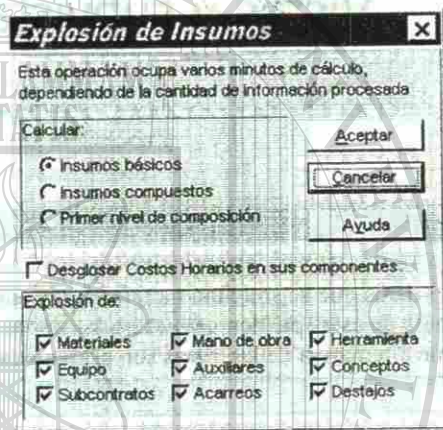 Explosión de Insumos
Esta operación ocupa varios minutos de cálculo,
dependiendo de la cantidad de información procesada
Calcular:
Insumos básicos
Insumos compuestos
Primer nivel de composición
Aceptar
Cancelar
Ayuda
Desglosar Costos Horarios en sus componentes.
Explosión de:
Materiales Mano de obra Herramienta
Equipo Auxiliares Conceptos
Subcontratos Acarreos Destajos